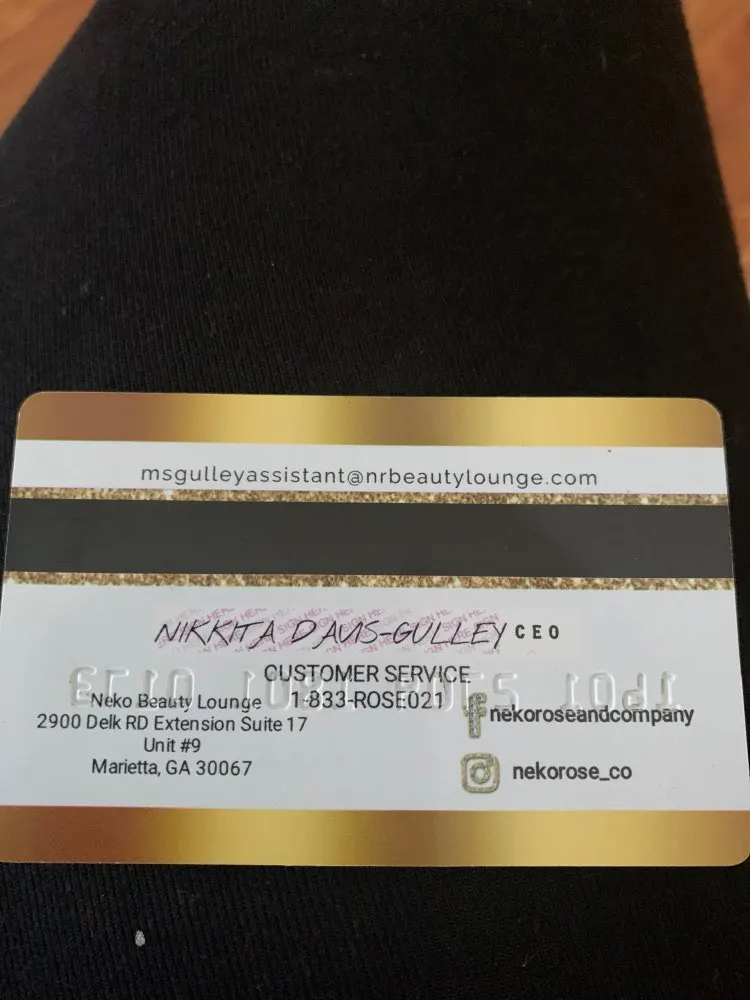 msgulleyassistant@nrbeautylounge.com
NIKKITA DAVIS-GULLEY CEO
CUSTOMER SERVICE
1-833-ROSE021
Neko Beauty Lounge
2900 Delk RD Extension Suite 17
Unit #9
Marietta, GA 30067
nekoroseandcompany
nekorose_co